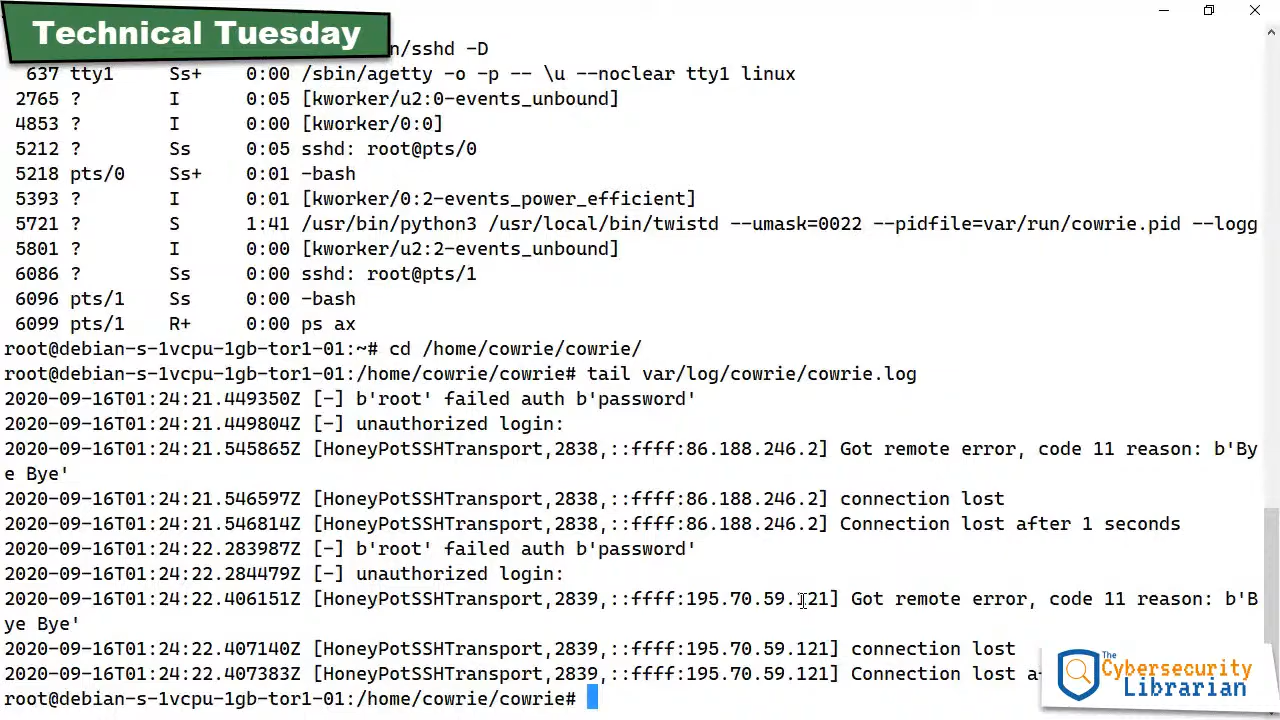 Technical Tuesday
n/sshd -D
637 tty1 Ss+ 0:00 /sbin/agetty -o -p -- \u --noclear tty1 linux
2765 ? I 0:05 [kworker/u2:0-events_unbound]
4853 ? I 0:00 [kworker/0:0]
5212 ? Ss 0:05 sshd: root@pts/0
5218 pts/0 Ss+ 0:01 -bash
5393 ? I 0:01 [kworker/0:2-events_power_efficient]
5721 ? S 1:41 /usr/bin/python3 /usr/local/bin/twistd --umask=0022 --pidfile=var/run/cowrie.pid --logg
5801 ? I 0:00 [kworker/u2:2-events_unbound]
6086 ? Ss 0:00 sshd: root@pts/1
6096 pts/1 Ss 0:00 -bash
6099 pts/1 R+ 0:00 ps ax
root@debian-s-1vcpu-1gb-tor1-01:~# cd /home/cowrie/cowrie/
root@debian-s-1vcpu-1gb-tor1-01:/home/cowrie/cowrie# tail var/log/cowrie/cowrie.log
2020-09-16T01:24:21.449350Z [-] b'root' failed auth b'password'
2020-09-16T01:24:21.449804Z [-] unauthorized login:
2020-09-16T01:24:21.545865Z [HoneyPotSSHTransport,2838,::ffff:86.188.246.2] Got remote error, code 11 reason: b'By
e Bye'
2020-09-16T01:24:21.546597Z [HoneyPotSSHTransport,2838,::ffff:86.188.246.2] connection lost
2020-09-16T01:24:21.546814Z [HoneyPotSSHTransport,2838,::ffff:86.188.246.2] Connection lost after 1 seconds
2020-09-16T01:24:22.283987Z [-] b'root' failed auth b'password'
2020-09-16T01:24:22.284479Z [-] unauthorized login:
2020-09-16T01:24:22.406151Z [HoneyPotSSHTransport,2839,::ffff:195.70.59.121] Got remote error, code 11 reason: b'B
ye Bye'
2020-09-16T01:24:22.407140Z [HoneyPotSSHTransport,2839,::ffff:195.70.59.121] connection lost
2020-09-16T01:24:22.407383Z [HoneyPotSSHTransport,2839,::ffff:195.70.59.121] Connection lost a
root@debian-s-1vcpu-1gb-tor1-01:/home/cowrie/cowrie#
The
Cybersecurity
Librarian